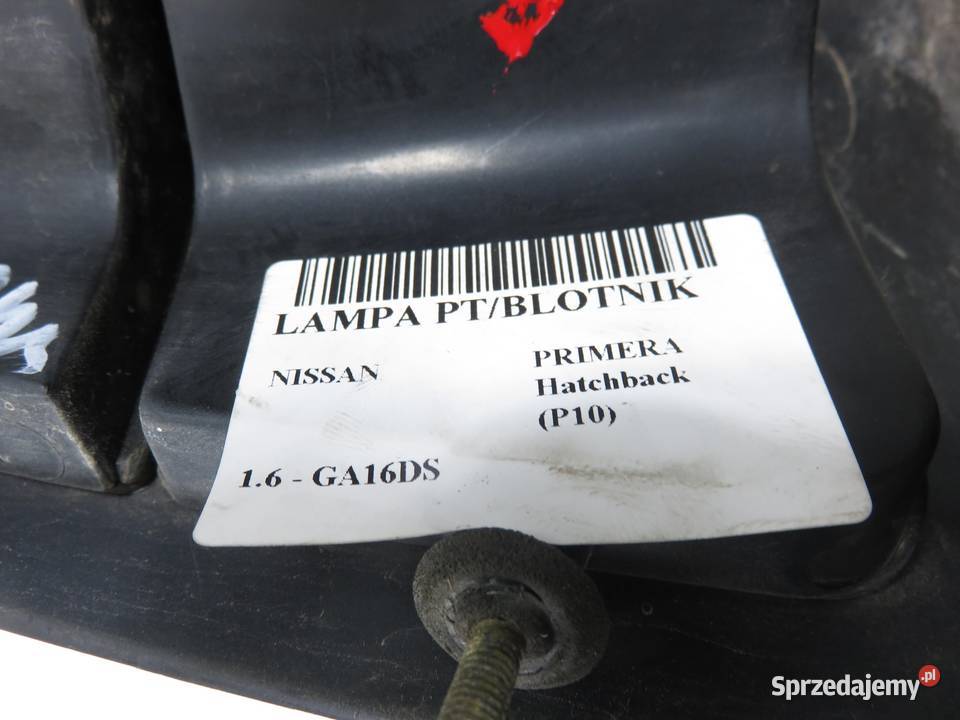 LAMPA PT/BLOTNIK
NISSAN
PRIMERA
Hatchback
(P10)
1.6 - GA16DS
Sprzedajemy.pl